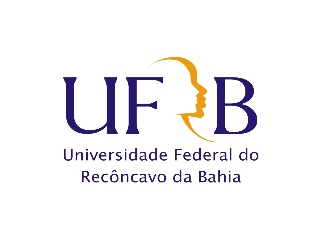 UFRB
Universidade Federal do
Recôncavo da Bahia